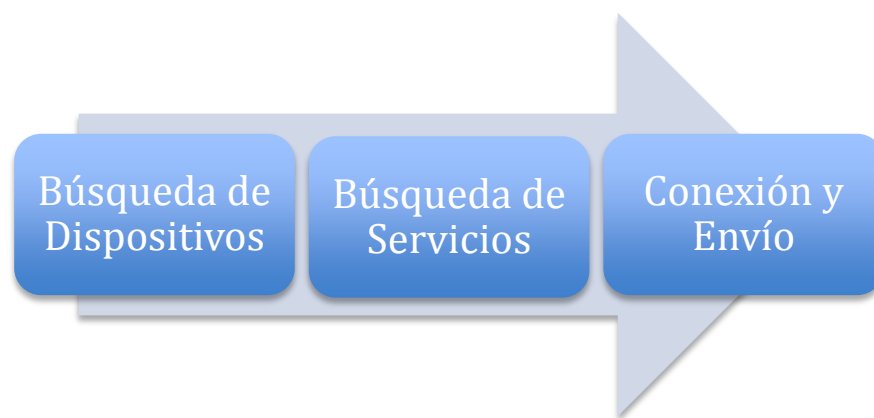 Búsqueda de
Dispositivos
Búsqueda de
Servicios
Conexión y
Envío